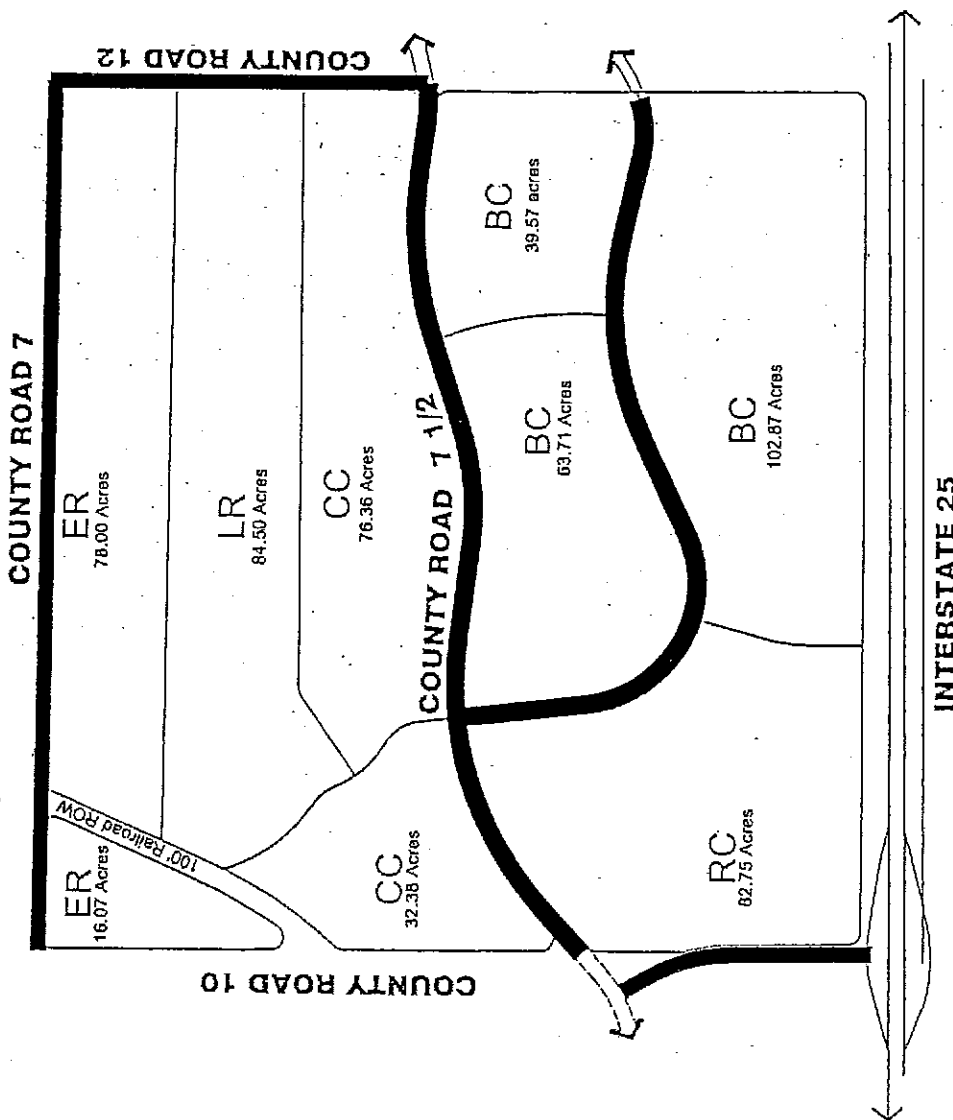 COUNTY ROAD 12
COUNTY ROAD 7
ER
78.00 Acres
LR
84.50 Acres
CC
76.36 Acres
COUNTY ROAD 7 1/2
BC
39.57 acres
BC
63.71 Acres
BC
102.87 Acres
100' Railroad ROW
ER
16.07 Acres
CC
32.38 Acres
RC
62.75 Acres
COUNTY ROAD 10
INTERSTATE 25